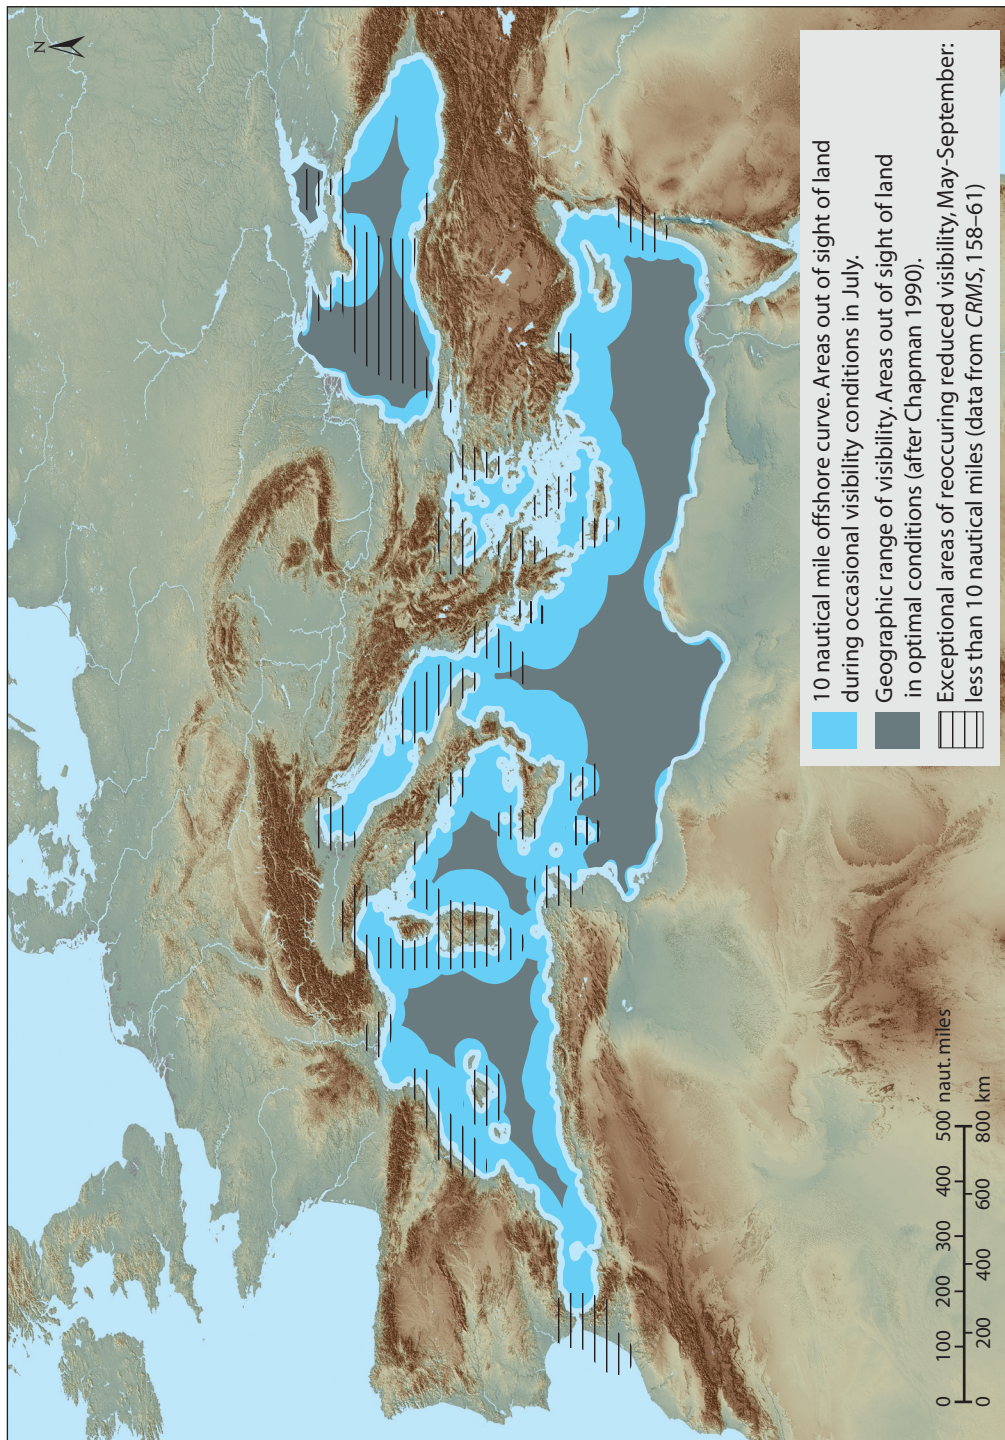 N
10 nautical mile offshore curve. Areas out of sight of land
during occasional visibility conditions in July.
Geographic range of visibility. Areas out of sight of land
in optimal conditions (after Chapman 1990).
Exceptional areas of reoccuring reduced visibility, May-September:
less than 10 nautical miles (data from CRMS, 158–61)
0 100 200 300 400 500 naut. miles
0 200 400 600 800 km